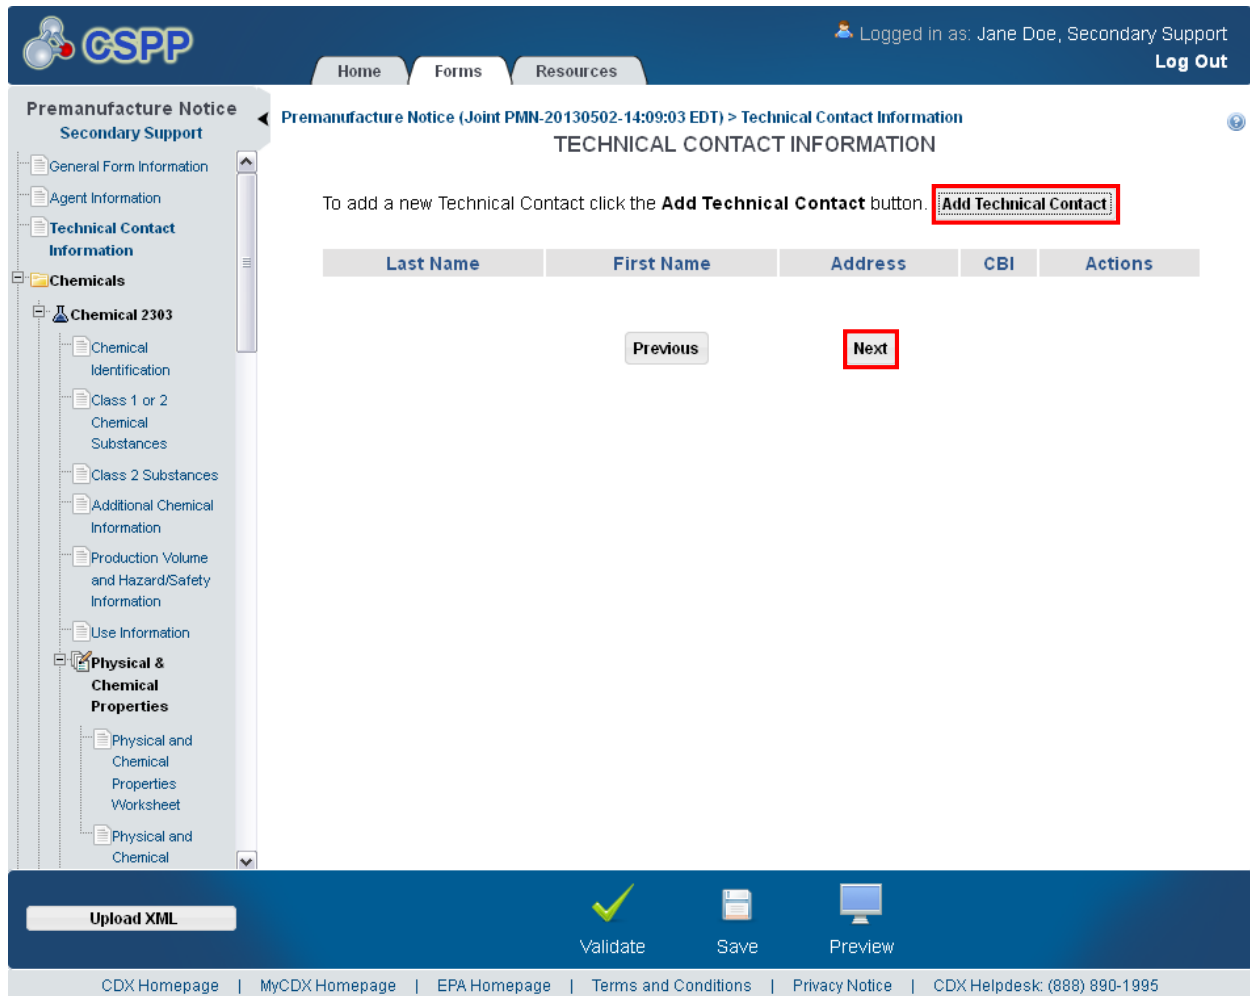 CSPP
Logged in as: Jane Doe, Secondary Support
Log Out
Home
Forms
Resources
Premanufacture Notice
Secondary Support
General Form Information
Agent Information
Technical Contact
Information
Chemicals
Chemical 2303
Chemical
Identification
Class 1 or 2
Chemical
Substances
Class 2 Substances
Additional Chemical
Information
Production Volume
and Hazard/Safety
Information
Use Information
Physical &
Chemical
Properties
Physical and
Chemical
Properties
Worksheet
Physical and
Chemical
Premanufacture Notice (Joint PMN-20130502-14:09:03 EDT) > Technical Contact Information
TECHNICAL CONTACT INFORMATION
To add a new Technical Contact click the Add Technical Contact button. Add Technical Contact
Last Name First Name Address CBI Actions
Previous Next
Upload XML
Validate Save Preview
CDX Homepage | MyCDX Homepage | EPA Homepage | Terms and Conditions | Privacy Notice | CDX Helpdesk: (888) 890-1995